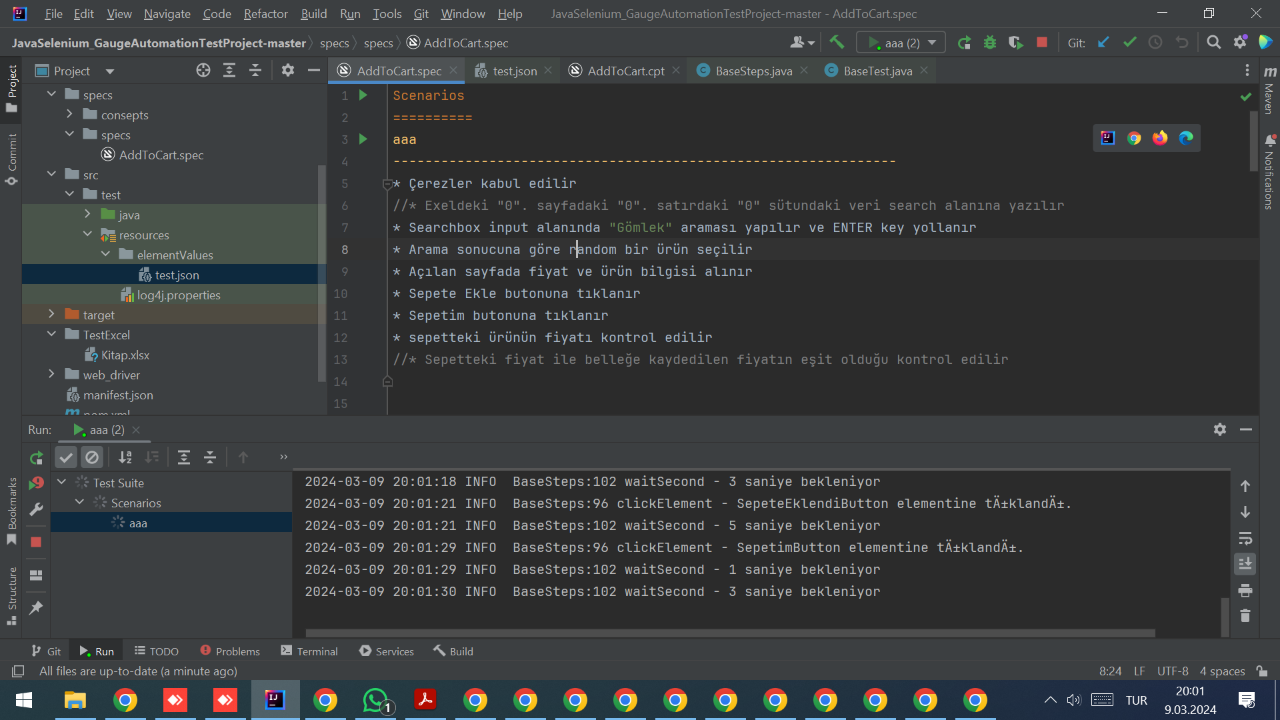 File Edit View Navigate Code Refactor Build Run Tools Git Window Help JavaSelenium_GaugeAutomationTestProject-master - AddToCart.spec
JavaSelenium_GaugeAutomationTestProject-master specs specs AddToCart.spec aaa (2) Git:
Project AddToCart.spec test.json AddToCart.cpt BaseSteps.java BaseTest.java
Project
Commit
Bookmarks
Structure
Maven
Notifications
specs
consepts
specs
AddToCart.spec
src
test
java
resources
elementValues
test.json
log4j.properties
target
TestExcel
Kitap.xlsx
web_driver
manifest.json
pom.xml
1 Scenarios
2 ==========
3 aaa
4 ---------------------------------------------------------------
5 * Çerezler kabul edilir
6 //* Exeldeki "0". sayfadaki "0". satırdaki "0" sütundaki veri search alanına yazılır
7 * Searchbox input alanında "Gömlek" araması yapılır ve ENTER key yollanır
8 * Arama sonucuna göre random bir ürün seçilir
9 * Açılan sayfada fiyat ve ürün bilgisi alınır
10 * Sepete Ekle butonuna tıklanır
11 * Sepetim butonuna tıklanır
12 * sepetteki ürünün fiyatı kontrol edilir
13 //* Sepetteki fiyat ile belleğe kaydedilen fiyatın eşit olduğu kontrol edilir
14
15
Run: aaa (2)
Test Suite
Scenarios
aaa
2024-03-09 20:01:18 INFO  BaseSteps:102 waitSecond - 3 saniye bekleniyor
2024-03-09 20:01:21 INFO  BaseSteps:96 clickElement - SepeteEklendiButton elementine tÄ±klandÄ±.
2024-03-09 20:01:21 INFO  BaseSteps:102 waitSecond - 5 saniye bekleniyor
2024-03-09 20:01:29 INFO  BaseSteps:96 clickElement - SepetimButton elementine tÄ±klandÄ±.
2024-03-09 20:01:29 INFO  BaseSteps:102 waitSecond - 1 saniye bekleniyor
2024-03-09 20:01:30 INFO  BaseSteps:102 waitSecond - 3 saniye bekleniyor
Git Run TODO Problems Terminal Services Build
All files are up-to-date (a minute ago) 8:24 LF UTF-8 4 spaces
1 TUR 20:01
9.03.2024